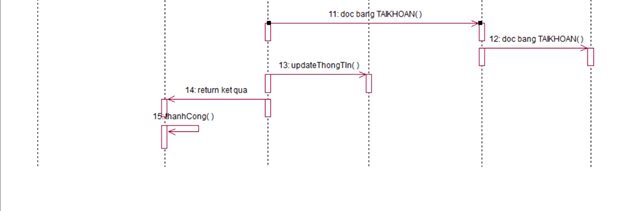 11: doc bang TAIKHOAN( )
12: doc bang TAIKHOAN( )
13: updateThongTIn( )
14: return ket qua
15: thanhCong( )